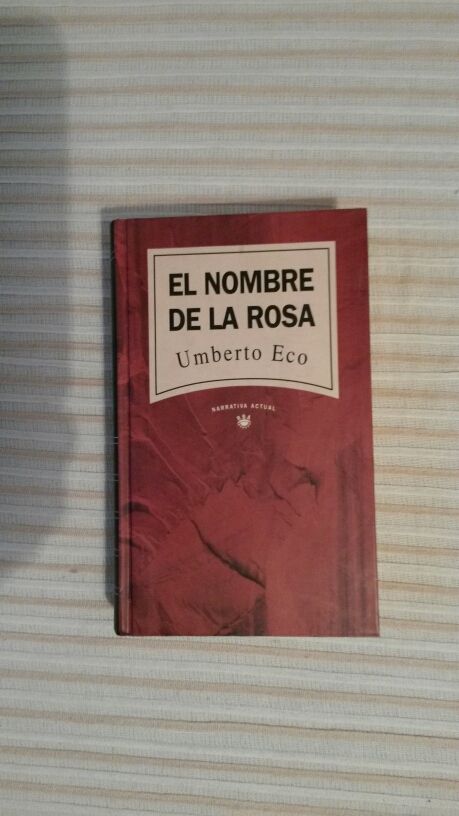 EL NOMBRE
DE LA ROSA
Umberto Eco
NARRATIVA ACTUAL